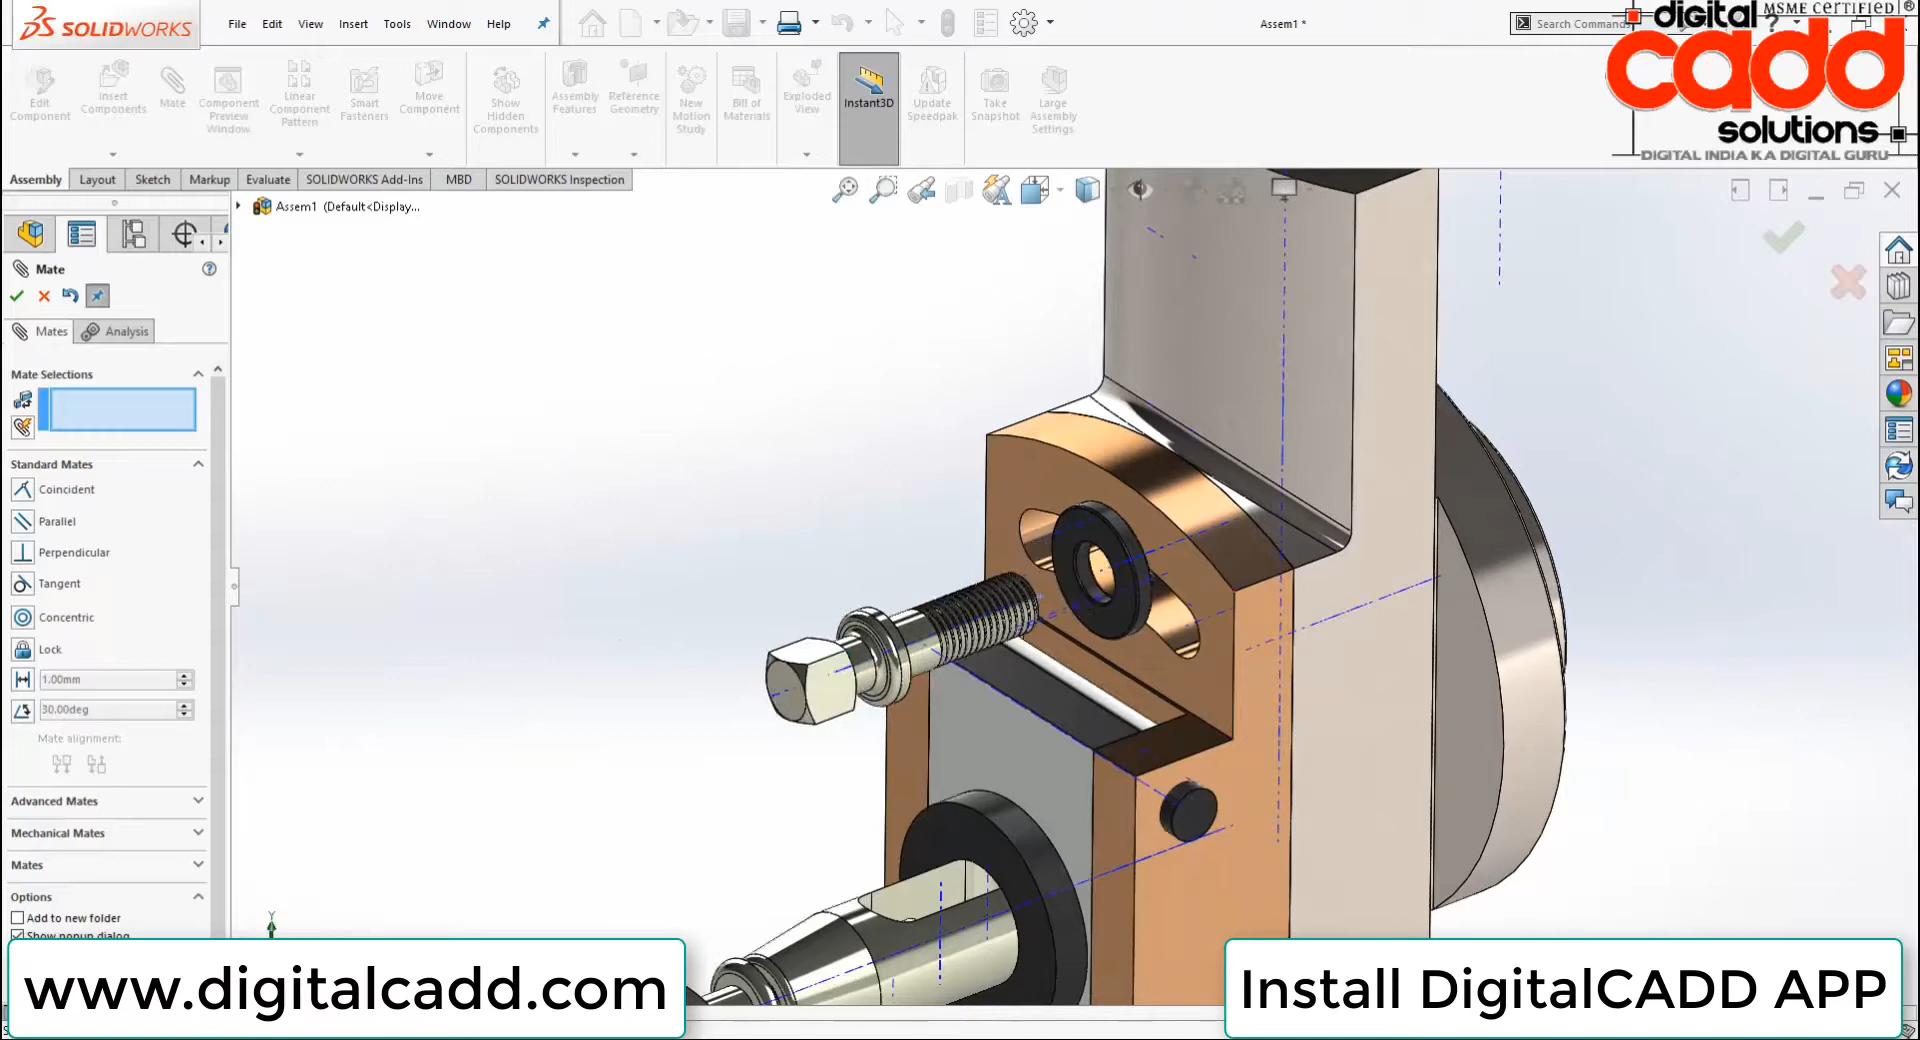 SOLIDWORKS
File Edit View Insert Tools Window Help
Assem1 *
Search Comman
digital
MSME CERTIFIED ®
cadd
solutions
DIGITAL INDIA KA DIGITAL GURU
Edit Component
Insert Components
Mate
Component Preview Window
Linear Component Pattern
Smart Fasteners
Move Component
Show Hidden Components
Assembly Features
Reference Geometry
New Motion Study
Bill of Materials
Exploded View
Instant3D
Update Speedpak
Take Snapshot
Large Assembly Settings
Assembly Layout Sketch Markup Evaluate SOLIDWORKS Add-Ins MBD SOLIDWORKS Inspection
Assem1 (Default<Display...
Mate
Mates Analysis
Mate Selections
Standard Mates
Coincident
Parallel
Perpendicular
Tangent
Concentric
Lock
1.00mm
30.00deg
Mate alignment:
Advanced Mates
Mechanical Mates
Mates
Options
Add to new folder
Show popup dialog
Y
www.digitalcadd.com
Install DigitalCADD APP